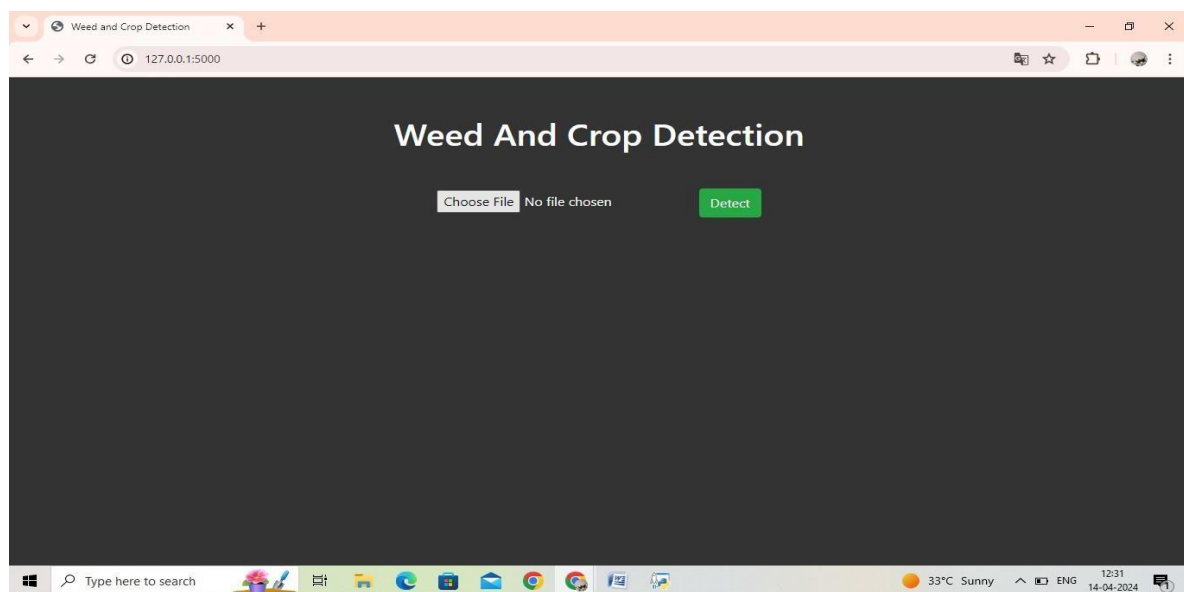 Weed and Crop Detection
127.0.0.1:5000
Weed And Crop Detection
Choose File No file chosen Detect
Type here to search 33°C Sunny ENG 12:31
14-04-2024